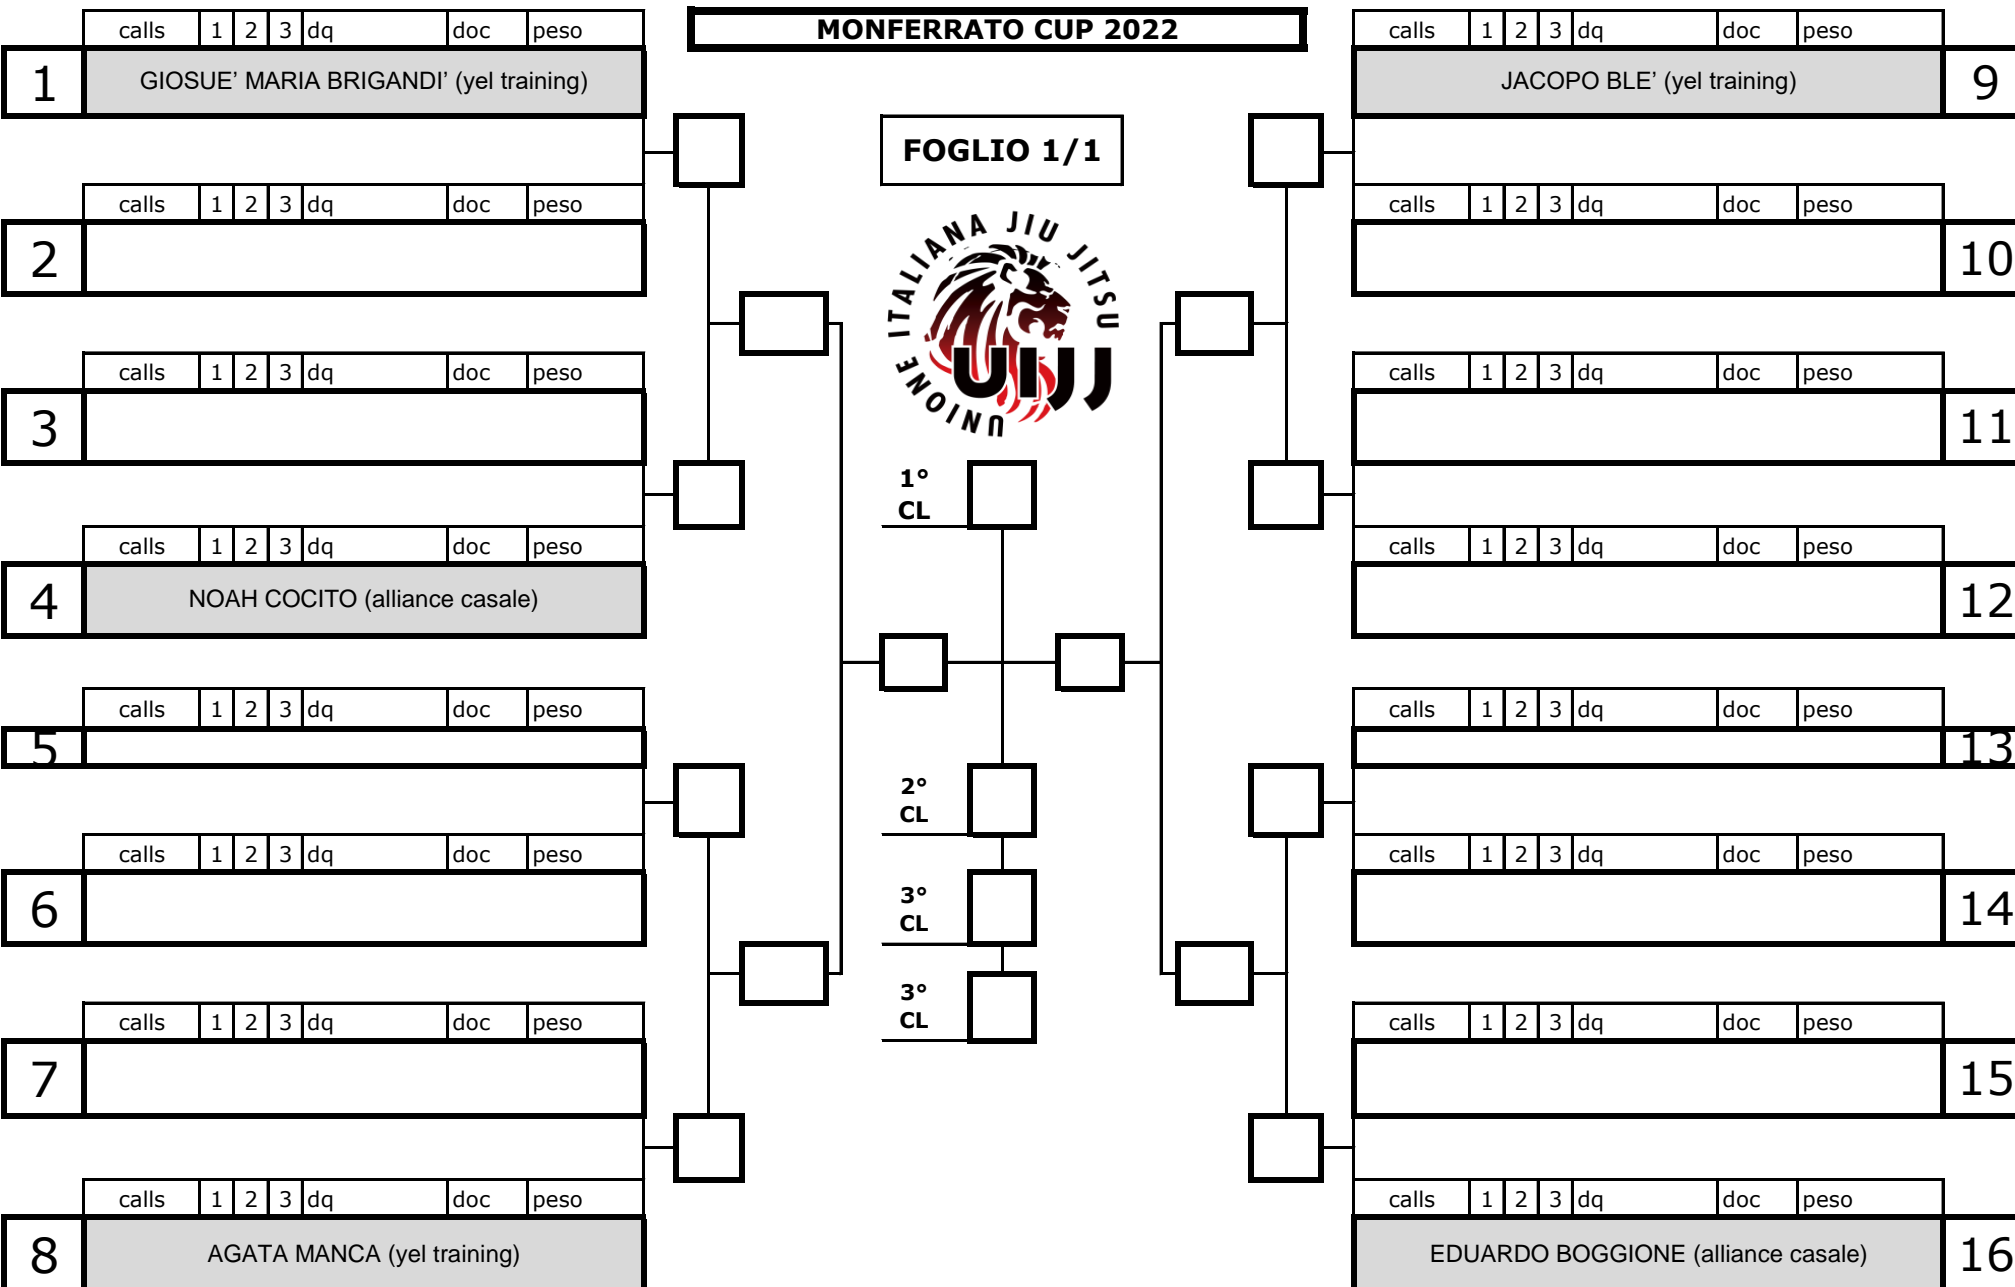 calls 1 2 3 dq doc peso
MONFERRATO CUP 2022
calls 1 2 3 dq doc peso
1 GIOSUE’ MARIA BRIGANDI’ (yel training)
JACOPO BLE’ (yel training) 9
FOGLIO 1/1
calls 1 2 3 dq doc peso
calls 1 2 3 dq doc peso
2
10
UNIONE ITALIANA JIU JITSU
UIJJ
calls 1 2 3 dq doc peso
calls 1 2 3 dq doc peso
3
11
1°
CL
calls 1 2 3 dq doc peso
calls 1 2 3 dq doc peso
4 NOAH COCITO (alliance casale)
12
calls 1 2 3 dq doc peso
calls 1 2 3 dq doc peso
5
13
2°
CL
calls 1 2 3 dq doc peso
calls 1 2 3 dq doc peso
6
14
3°
CL
3°
CL
calls 1 2 3 dq doc peso
calls 1 2 3 dq doc peso
7
15
calls 1 2 3 dq doc peso
calls 1 2 3 dq doc peso
8 AGATA MANCA (yel training)
EDUARDO BOGGIONE (alliance casale) 16